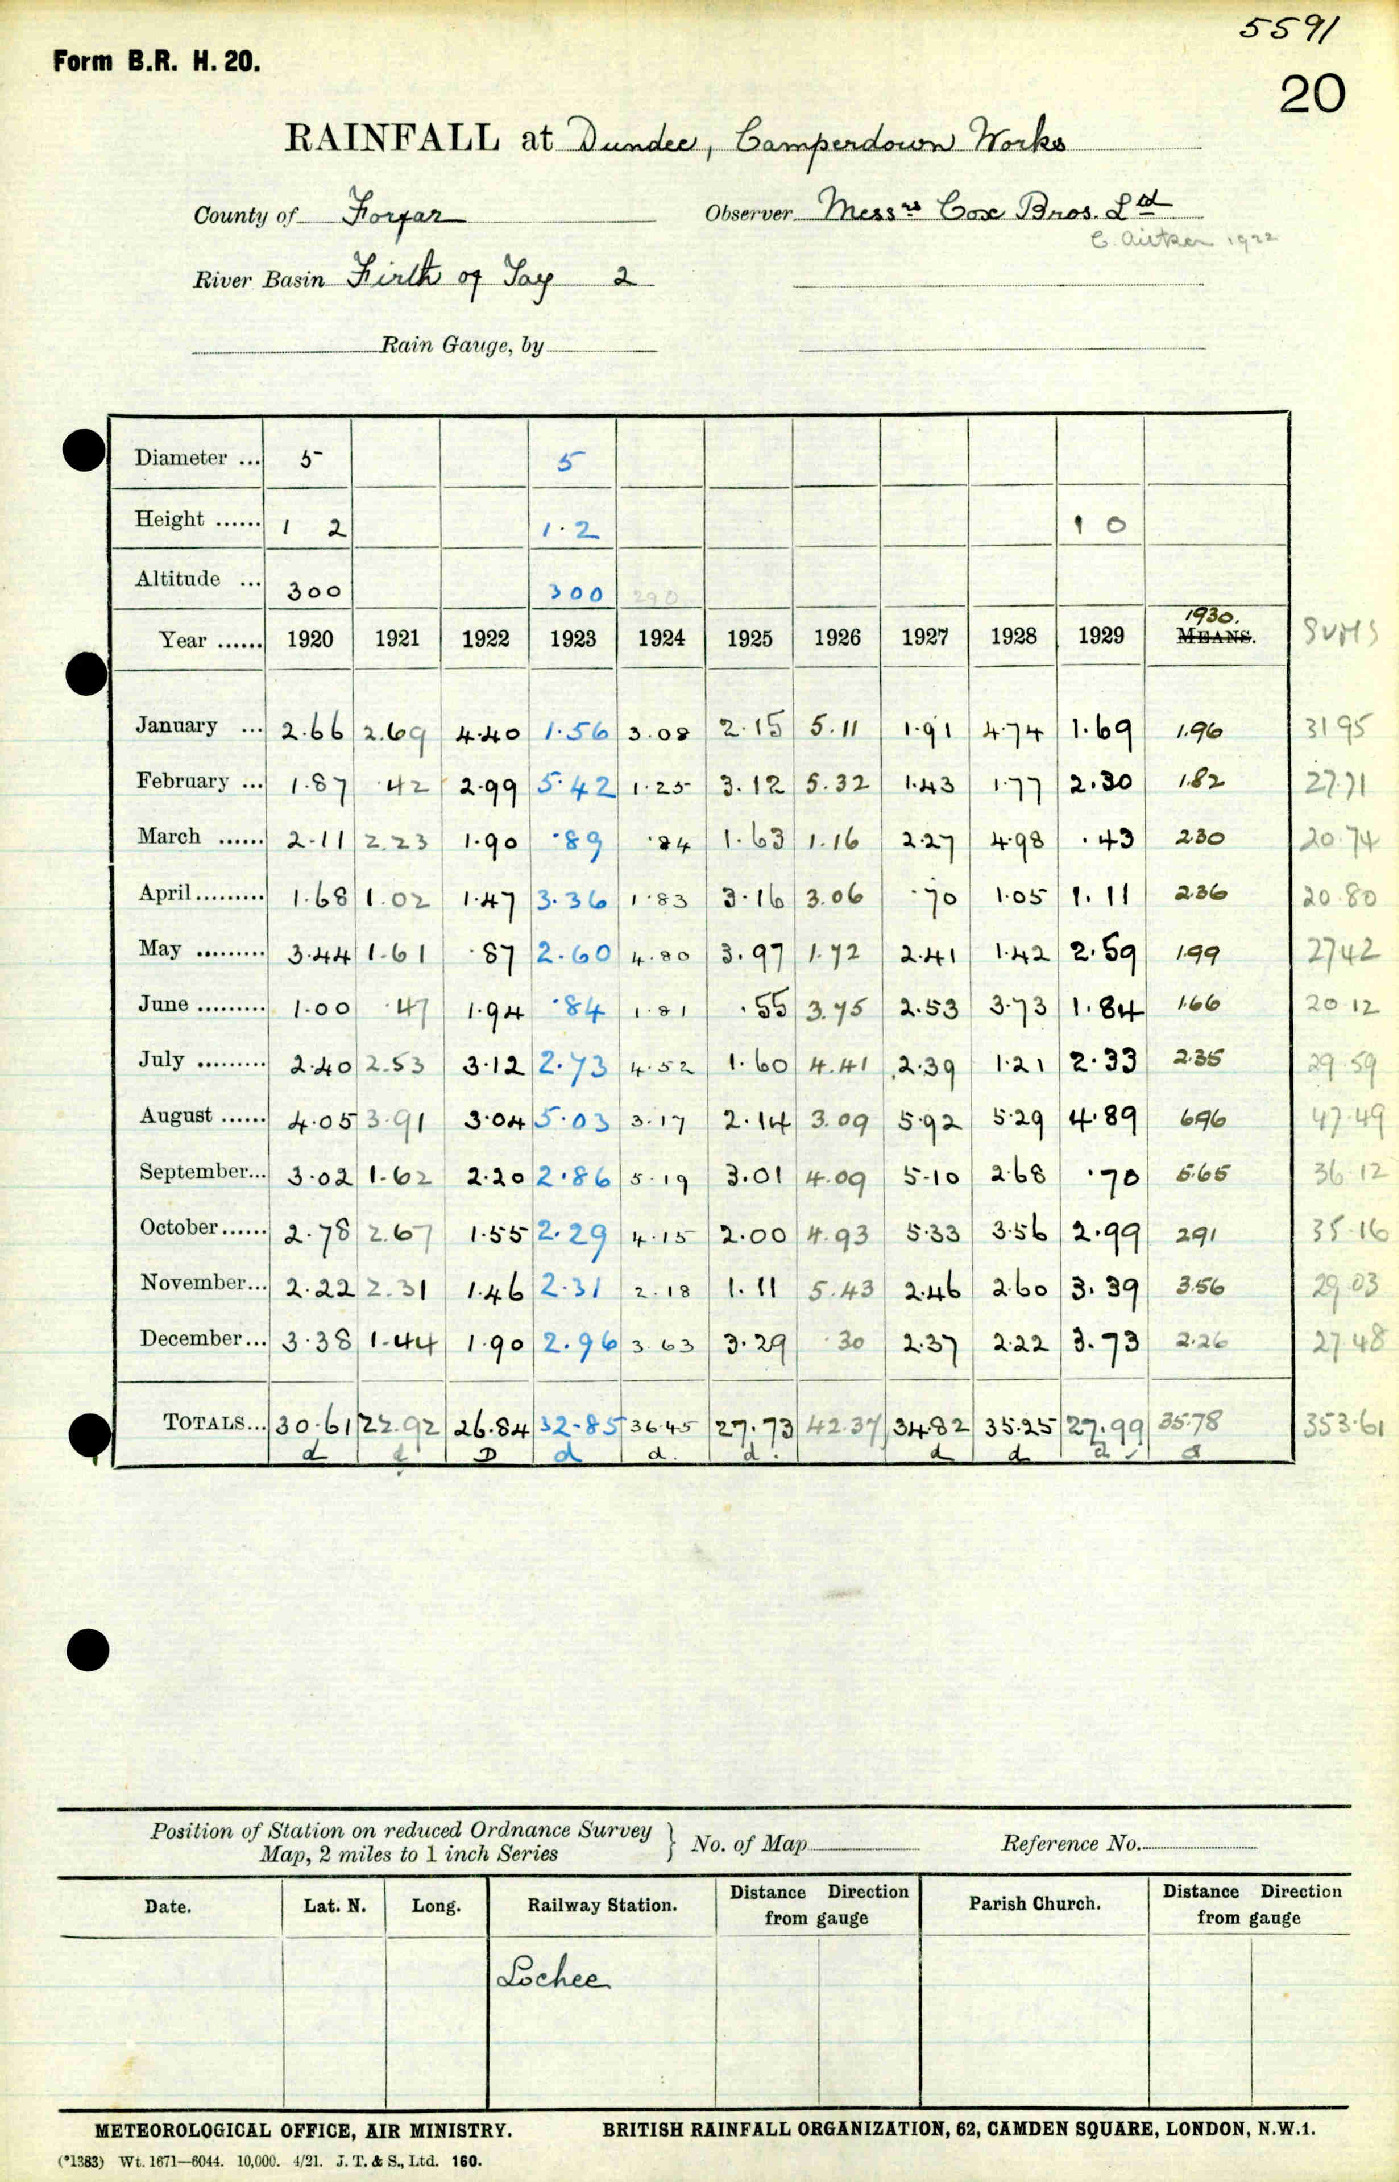 5591
Form B.R. H. 20.
20
RAINFALL at Dundee, Camperdown Works
County of Forfar Observer Messrs Cox Bros. Ltd
C. Aitken 1922
River Basin Firth of Tay 2
Rain Gauge, by
Diameter ... 5 5
Height ...... 1 2 1·2 1 0
Altitude ... 300 300 290
1930.
Year ...... 1920 1921 1922 1923 1924 1925 1926 1927 1928 1929 MEANS. SUMS
January ... 2.66 2.69 4.40 1.56 3.08 2.15 5.11 1.91 4.74 1.69 1.96 31 95
February ... 1.87 .42 2.99 5.42 1.25 3.12 5.32 1.43 1.77 2.30 1.82 27.71
March ...... 2.11 2.23 1.90 .89 .84 1.63 1.16 2.27 4.98 .43 2.30 20.74
April ......... 1.68 1.02 1.47 3.36 1.83 3.16 3.06 .70 1.05 1.11 2.36 20.80
May ......... 3.44 1.61 .87 2.60 4.80 3.97 1.72 2.41 1.42 2.59 1.99 2742
June ......... 1.00 .47 1.94 .84 1.81 .55 3.75 2.53 3.73 1.84 1.66 20 12
July ......... 2.40 2.53 3.12 2.73 4.52 1.60 4.41 2.39 1.21 2.33 2.35 29.59
August ...... 4.05 3.91 3.04 5.03 3.17 2.14 3.09 5.92 5.29 4.89 6.96 47.49
September... 3.02 1.62 2.20 2.86 5.19 3.01 4.09 5.10 2.68 .70 5.65 36.12
October...... 2.78 2.67 1.55 2.29 4.15 2.00 4.93 5.33 3.56 2.99 2.91 35.16
November... 2.22 2.31 1.46 2.31 2.18 1.11 5.43 2.46 2.60 3.39 3.56 29.03
December... 3.38 1.44 1.90 2.96 3.63 3.29 .30 2.37 2.22 3.73 2.26 27.48
TOTALS... 30.61 22.92 26.84 32.85 36.45 27.73 42.37 34.82 35.25 27.99 35.78 353.61
d d D d d. d. d d d ✓ d
Position of Station on reduced Ordnance Survey
Map, 2 miles to 1 inch Series } No. of Map Reference No.
Date. Lat. N. Long. Railway Station. Distance Direction from gauge Parish Church. Distance Direction from gauge
Lochee
METEOROLOGICAL OFFICE, AIR MINISTRY. BRITISH RAINFALL ORGANIZATION, 62, CAMDEN SQUARE, LONDON, N.W.1.
(*1383) Wt. 1671—6044. 10,000. 4/21. J. T. & S., Ltd. 160.